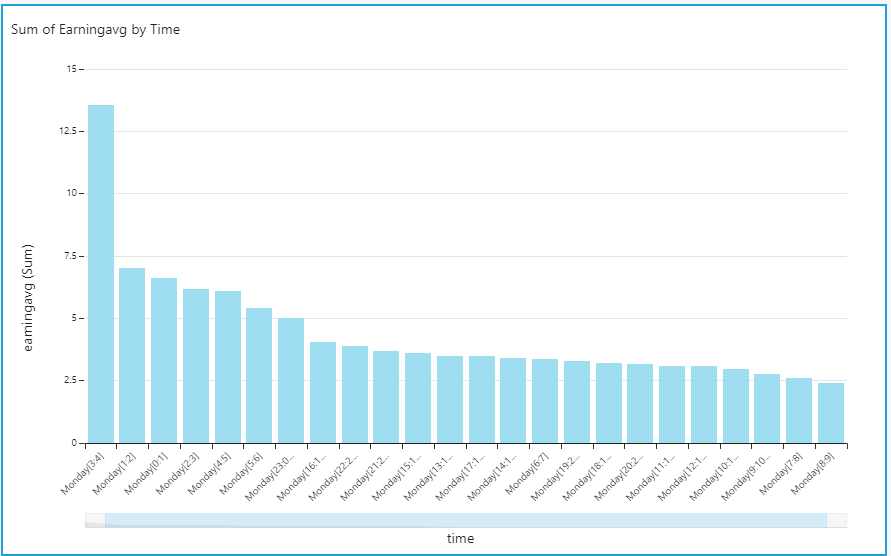 Sum of Earningavg by Time
15
12.5
10
7.5
5
2.5
0
earningavg (Sum)
Monday[3:4]
Monday[1:2]
Monday[0:1]
Monday[2:3]
Monday[4:5]
Monday[5:6]
Monday[23:0...
Monday[16:1...
Monday[22:2...
Monday[21:2...
Monday[15:1...
Monday[13:1...
Monday[17:1...
Monday[14:1...
Monday[6:7]
Monday[19:2...
Monday[18:1...
Monday[20:2...
Monday[11:1...
Monday[12:1...
Monday[10:1...
Monday[9:10...
Monday[7:8]
Monday[8:9]
time